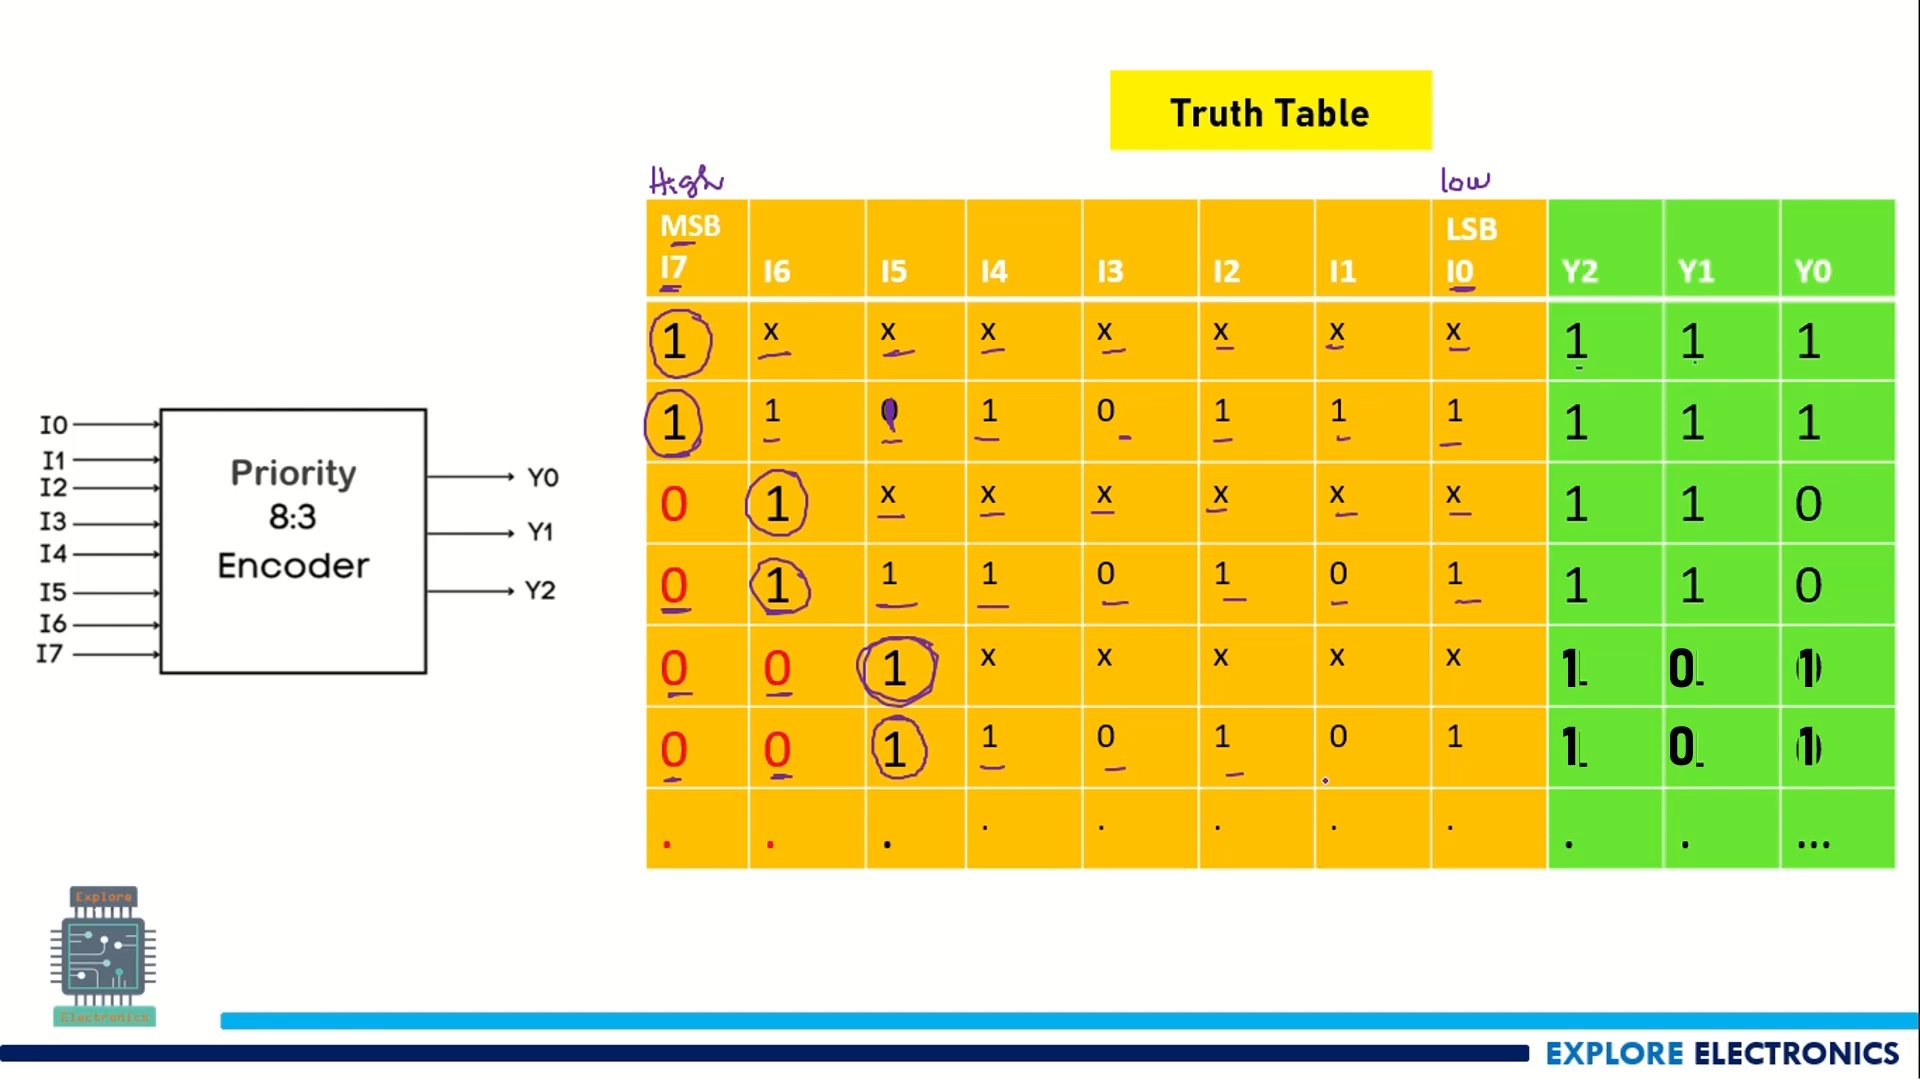 Truth Table
High low
MSB LSB
I7 I6 I5 I4 I3 I2 I1 I0 Y2 Y1 Y0
1 x x x x x x x 1 1 1
1 1 0 1 0 1 1 1 1 1 1
0 1 x x x x x x 1 1 0
0 1 1 1 0 1 0 1 1 1 0
0 0 1 x x x x x 1 0 1
0 0 1 1 0 1 0 1 1 0 1
. . . . . . . . . . ...
I0
I1
I2
I3
I4
I5
I6
I7
Priority
8:3
Encoder
Y0
Y1
Y2
Explore
Electronics
EXPLORE ELECTRONICS